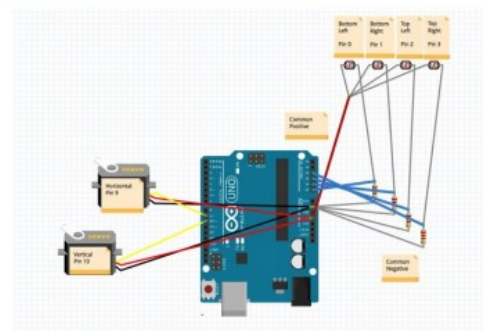 Bottom
Left
Pin 0
Bottom
Right
Pin 1
Top
Left
Pin 2
Top
Right
Pin 3
Common
Positive
Horizontal
Pin 9
SERVO
Vertical
Pin 10
UNO
Common
Negative